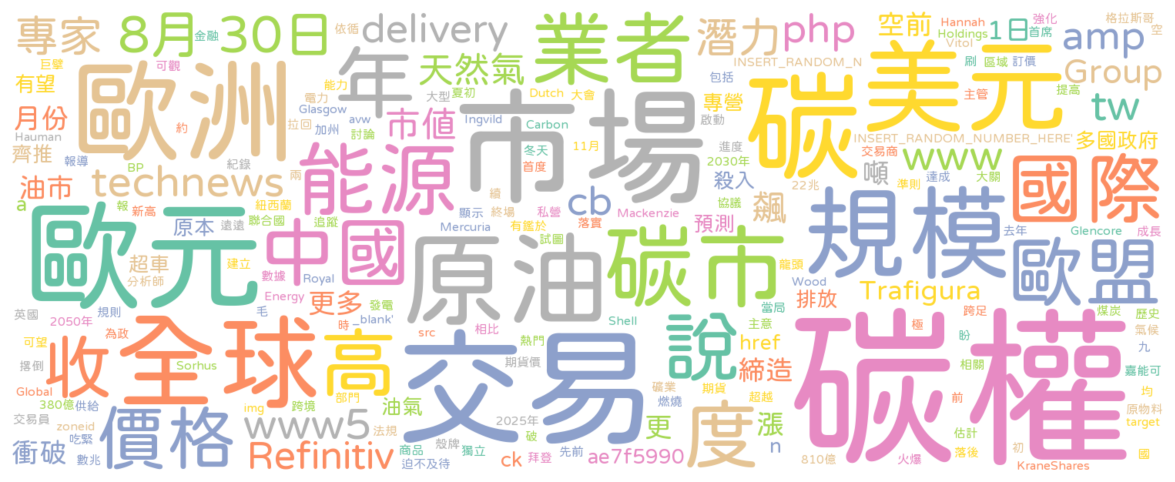 專家
8月
金融
30日
依循
delivery
業者
潛力
php
空前
Hannah
Holdings
Vitol
1日
強化
首席
格拉斯哥
空
amp
巨擘
可觀
歐洲
年
能力
天然氣
INSERT_RANDOM_N
包括
碳
美元
刷
區域
訂價
Group
有望
電力
大型
夏初
Dutch
大會
市場
專營
主管
提高
tw
月份
Hauman
約
Glasgow
avw
市値
Ingvild
Carbon
11月
啟動
INSERT_RANDOM_NUMBER_HERE'
多國政府
齊推
報導
BP
紀錄
拉回
加州
討論
冬天
首度
進度
2030年
交易商
www
大關
油市
technews
兩
能源
殺入
22兆
噸
準則
達成
國際
a
報
新高
紐西蘭
聯合國
追蹤
顯示
續
終場
cb
私營
落實
Mackenzie
協議
飆
預測
規模
去年
Glencore
成長
歐元
原本
遠遠
中國
Mercuria
有鑑於
試圖
碳市
龍頭
Wood
歐盟
超車
分析師
建立
數據
Royal
原油
排放
當局
Trafigura
跨足
煤炭
歷史
英國
2050年
規則
Energy
毛
更多
發電
_blank'
Shell
說
主意
極
盼
氣候
可望
為政
時
src
相比
熱門
href
相關
九
撐倒
Sorhus
收
全球
高
交易
期貨價
締造
碳權
嘉能可
Global
380億
供給
img
跨境
部門
油氣
礦業
期貨
燃燒
超越
前
均
原物料
交易員
zoneid
價格
www5
法規
2025年
更
度
漲
估計
落後
target
衝破
吃緊
數兆
Refinitiv
商品
殼牌
迫不及待
ck
破
拜登
獨立
先前
ae7f5990
n
810億
火爆
初
KraneShares
國